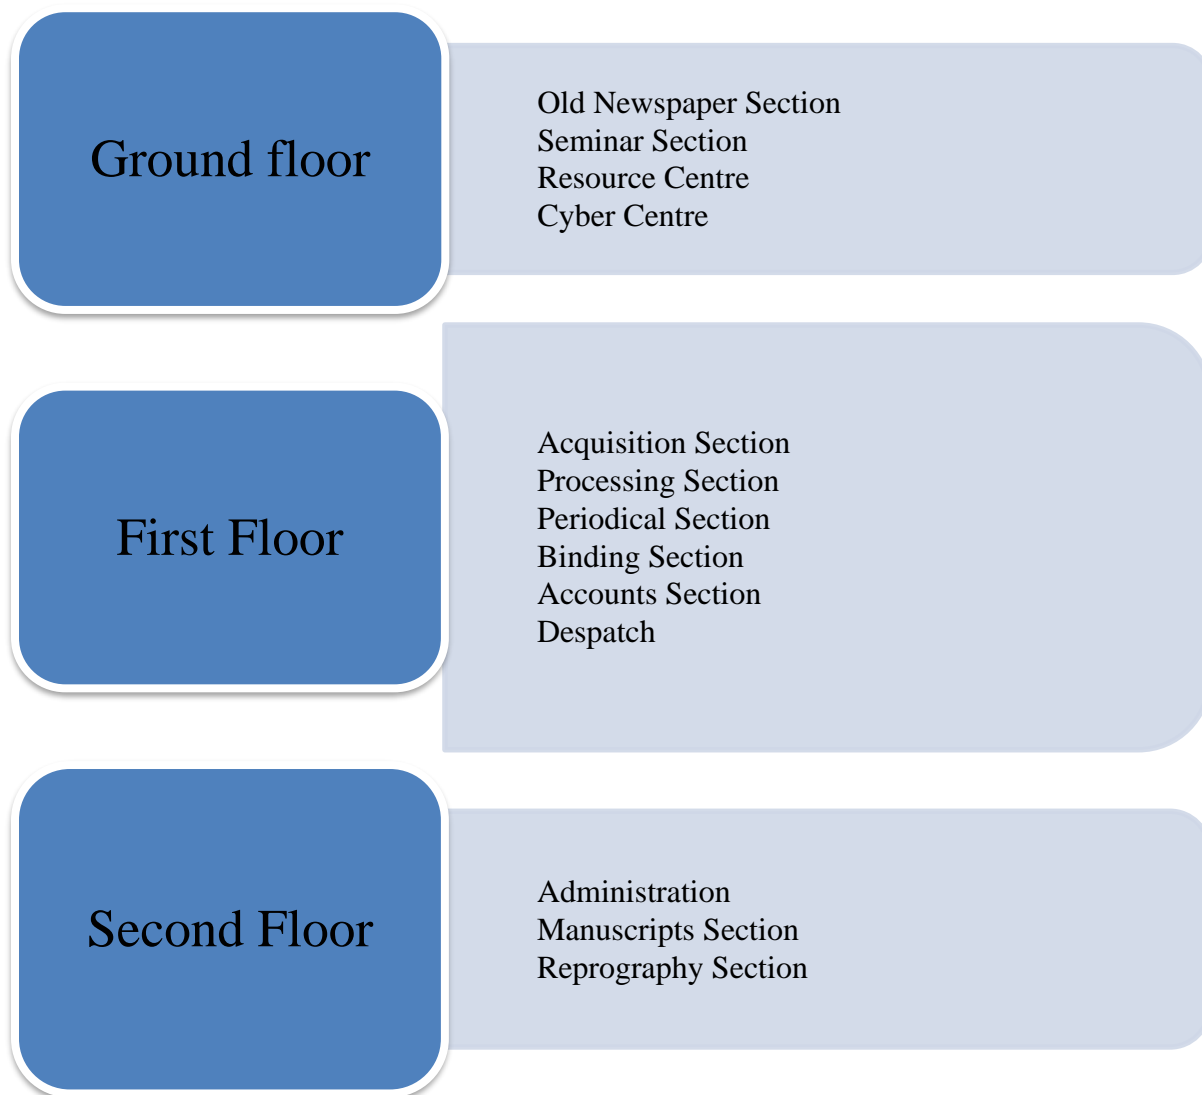 Ground floor
Old Newspaper Section
Seminar Section
Resource Centre
Cyber Centre
First Floor
Acquisition Section
Processing Section
Periodical Section
Binding Section
Accounts Section
Despatch
Second Floor
Administration
Manuscripts Section
Reprography Section